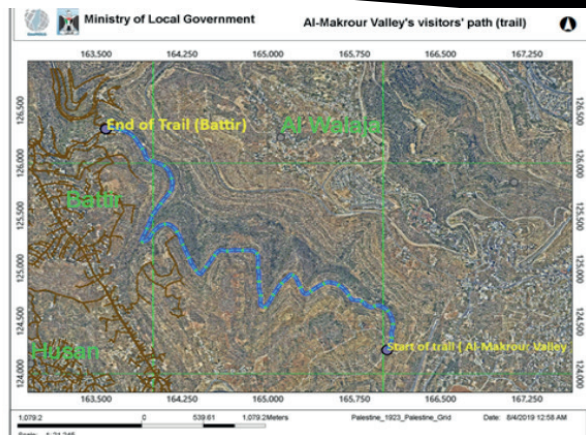 Ministry of Local Government
Al-Makrour Valley's visitors' path (trail)
163.500 164.250 165.000 165.750 166.500 167.250
126.500 126.500
End of Trail (Battir)
Al Walaje
126.000 126.000
Battir
125.500 125.500
125.000 125.000
124.500 124.500
Start of trail ( Al-Makrour Valley
Husan
124.000 124.000
163.500 164.250 165.000 165.750 166.500 167.250
1,079.2 0 539.61 1,079.2Meters Palestine_1923_Palestine_Grid Date: 8/4/2019 12:58 AM